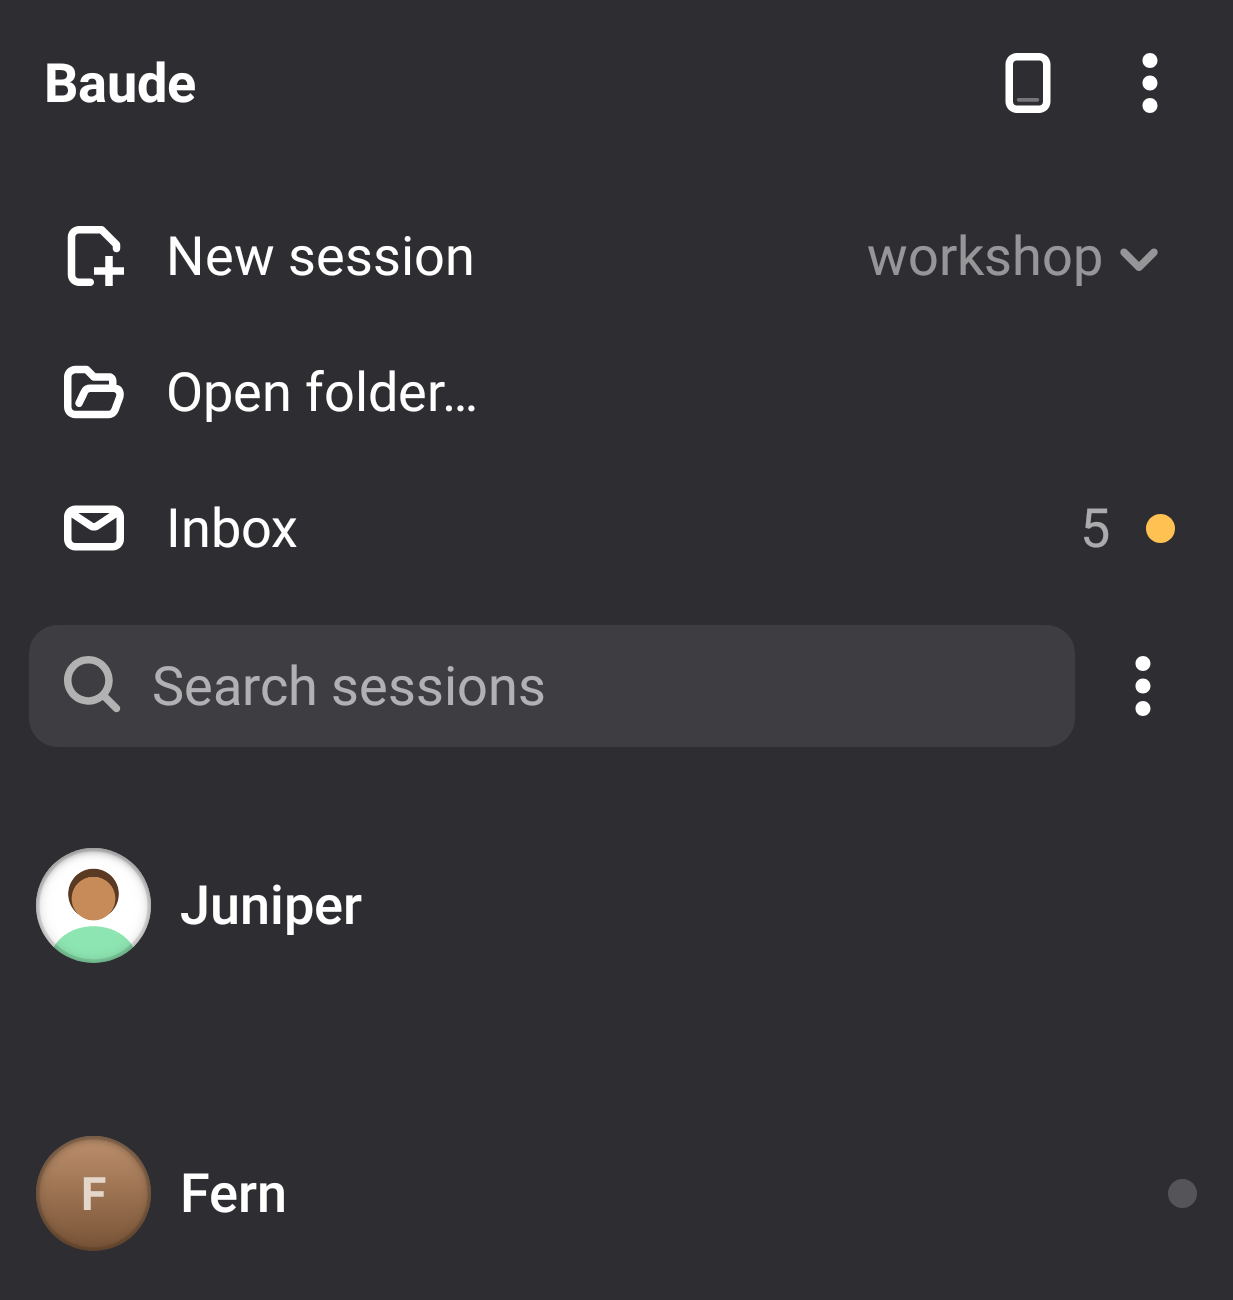 Baude
New session workshop
Open folder…
Inbox 5
Search sessions
Juniper
F Fern